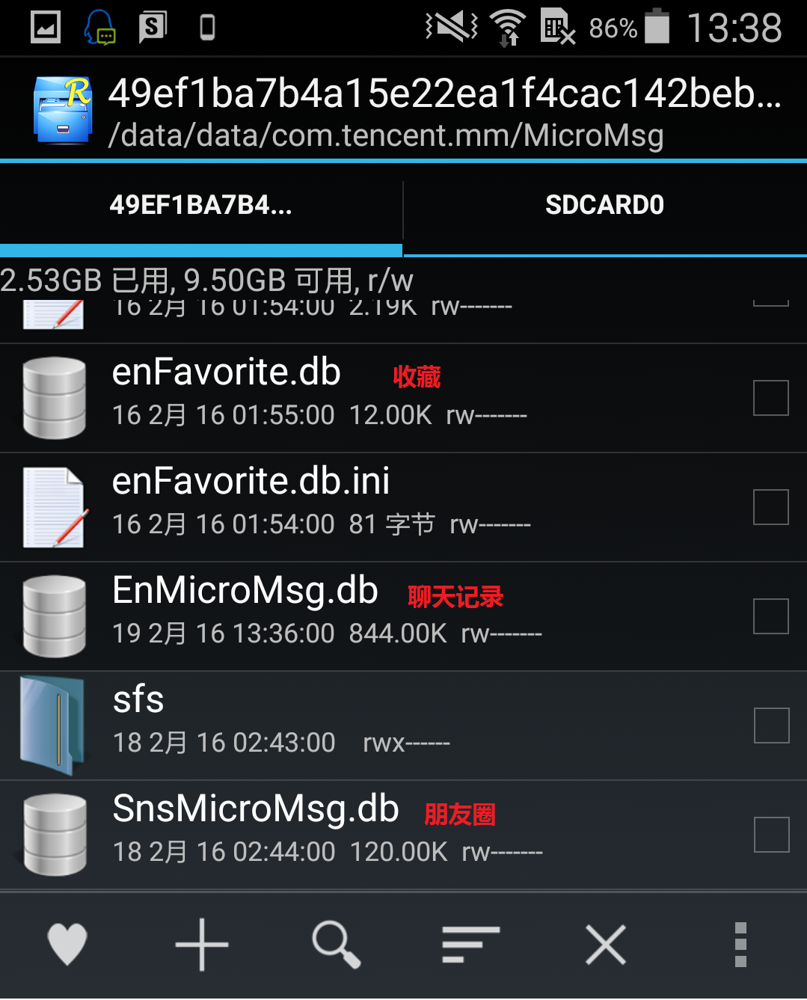 86% 13:38
49ef1ba7b4a15e22ea1f4cac142beb...
/data/data/com.tencent.mm/MicroMsg
49EF1BA7B4... SDCARD0
2.53GB 已用, 9.50GB 可用, r/w
16 2月 16 01:54:00 2.19K rw-------
enFavorite.db 收藏
16 2月 16 01:55:00 12.00K rw-------
enFavorite.db.ini
16 2月 16 01:54:00 81 字节 rw-------
EnMicroMsg.db 聊天记录
19 2月 16 13:36:00 844.00K rw-------
sfs
18 2月 16 02:43:00 rwx------
SnsMicroMsg.db 朋友圈
18 2月 16 02:44:00 120.00K rw-------